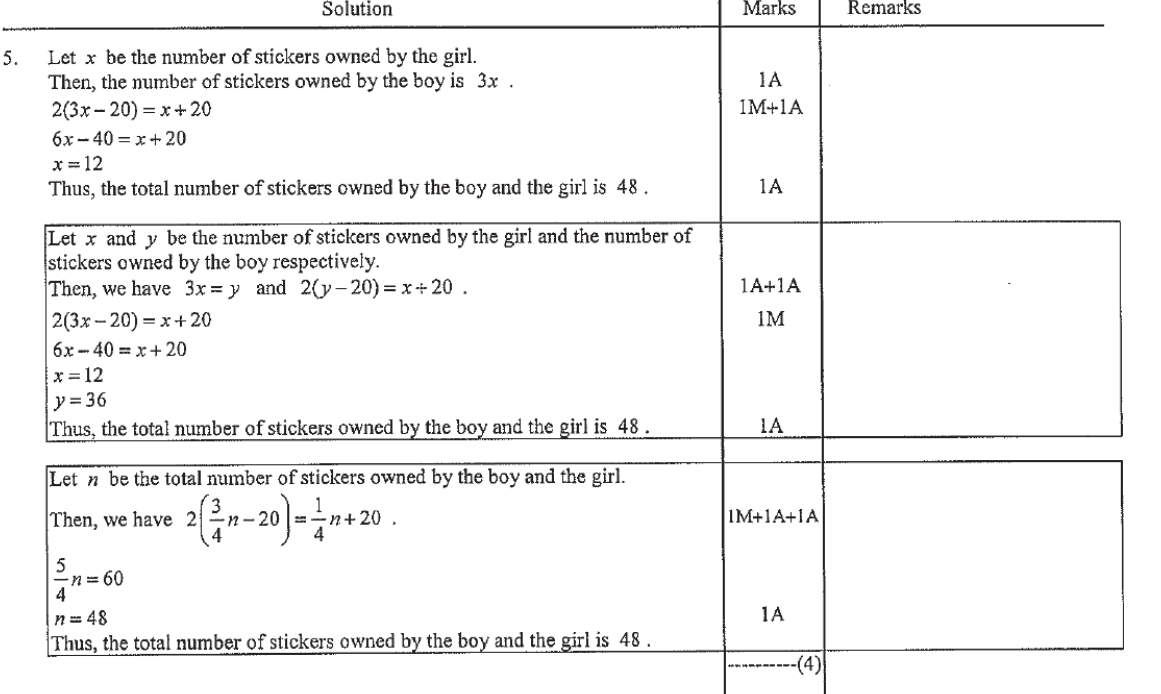 Solution Marks Remarks
5. Let x be the number of stickers owned by the girl.
Then, the number of stickers owned by the boy is 3x . 1A
2(3x – 20) = x + 20 1M+1A
6x – 40 = x + 20
x = 12
Thus, the total number of stickers owned by the boy and the girl is 48 . 1A
Let x and y be the number of stickers owned by the girl and the number of
stickers owned by the boy respectively.
Then, we have 3x = y and 2(y – 20) = x + 20 . 1A+1A
2(3x – 20) = x + 20 1M
6x – 40 = x + 20
x = 12
y = 36
Thus, the total number of stickers owned by the boy and the girl is 48 . 1A
Let n be the total number of stickers owned by the boy and the girl.
Then, we have 2(3/4 n – 20) = 1/4 n + 20 . 1M+1A+1A
5/4 n = 60
n = 48 1A
Thus, the total number of stickers owned by the boy and the girl is 48 .
----------(4)